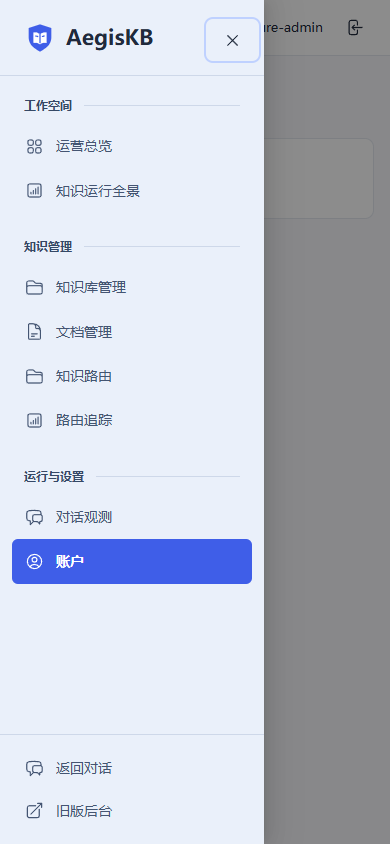 AegisKB
re-admin
工作空间
运营总览
知识运行全景
知识管理
知识库管理
文档管理
知识路由
路由追踪
运行与设置
对话观测
账户
返回对话
旧版后台